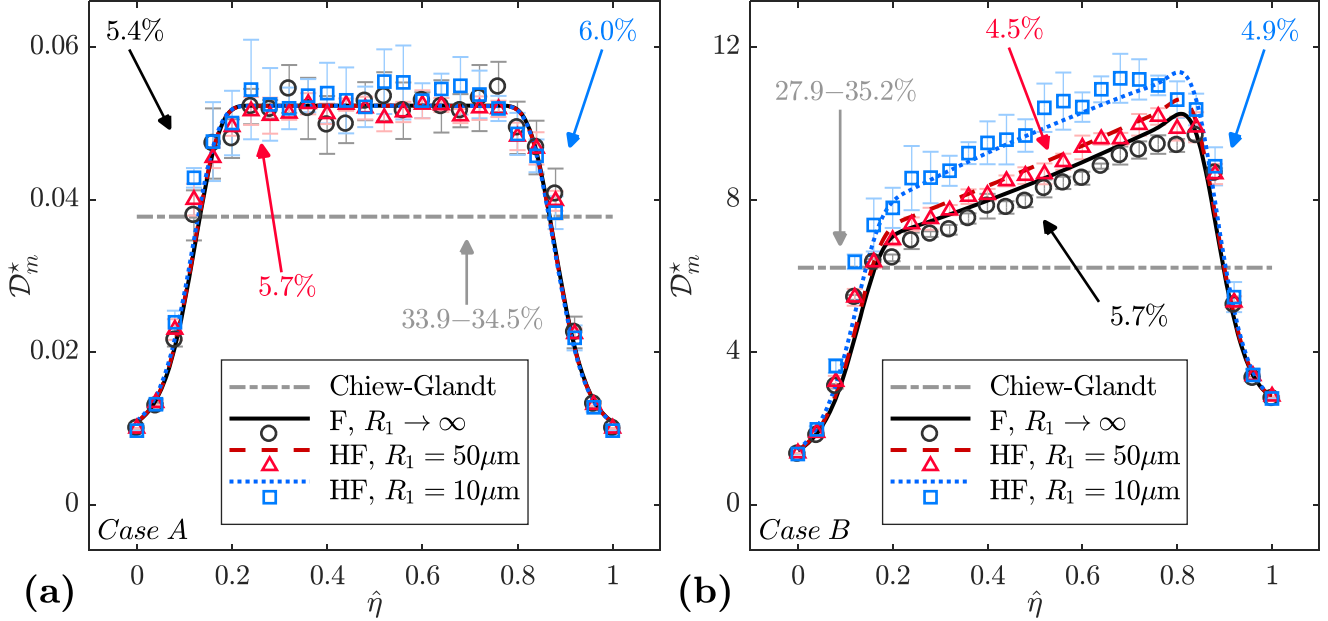 5.4%
6.0%
0.06
0.04
0.02
0
𝒟*ₘ
5.7%
33.9−34.5%
Chiew-Glandt
F, R₁ → ∞
HF, R₁ = 50μm
HF, R₁ = 10μm
Case A
0 0.2 0.4 0.6 0.8 1
(a)
η̂
4.5%
4.9%
27.9−35.2%
12
8
4
0
𝒟*ₘ
5.7%
Chiew-Glandt
F, R₁ → ∞
HF, R₁ = 50μm
HF, R₁ = 10μm
Case B
0 0.2 0.4 0.6 0.8 1
(b)
η̂